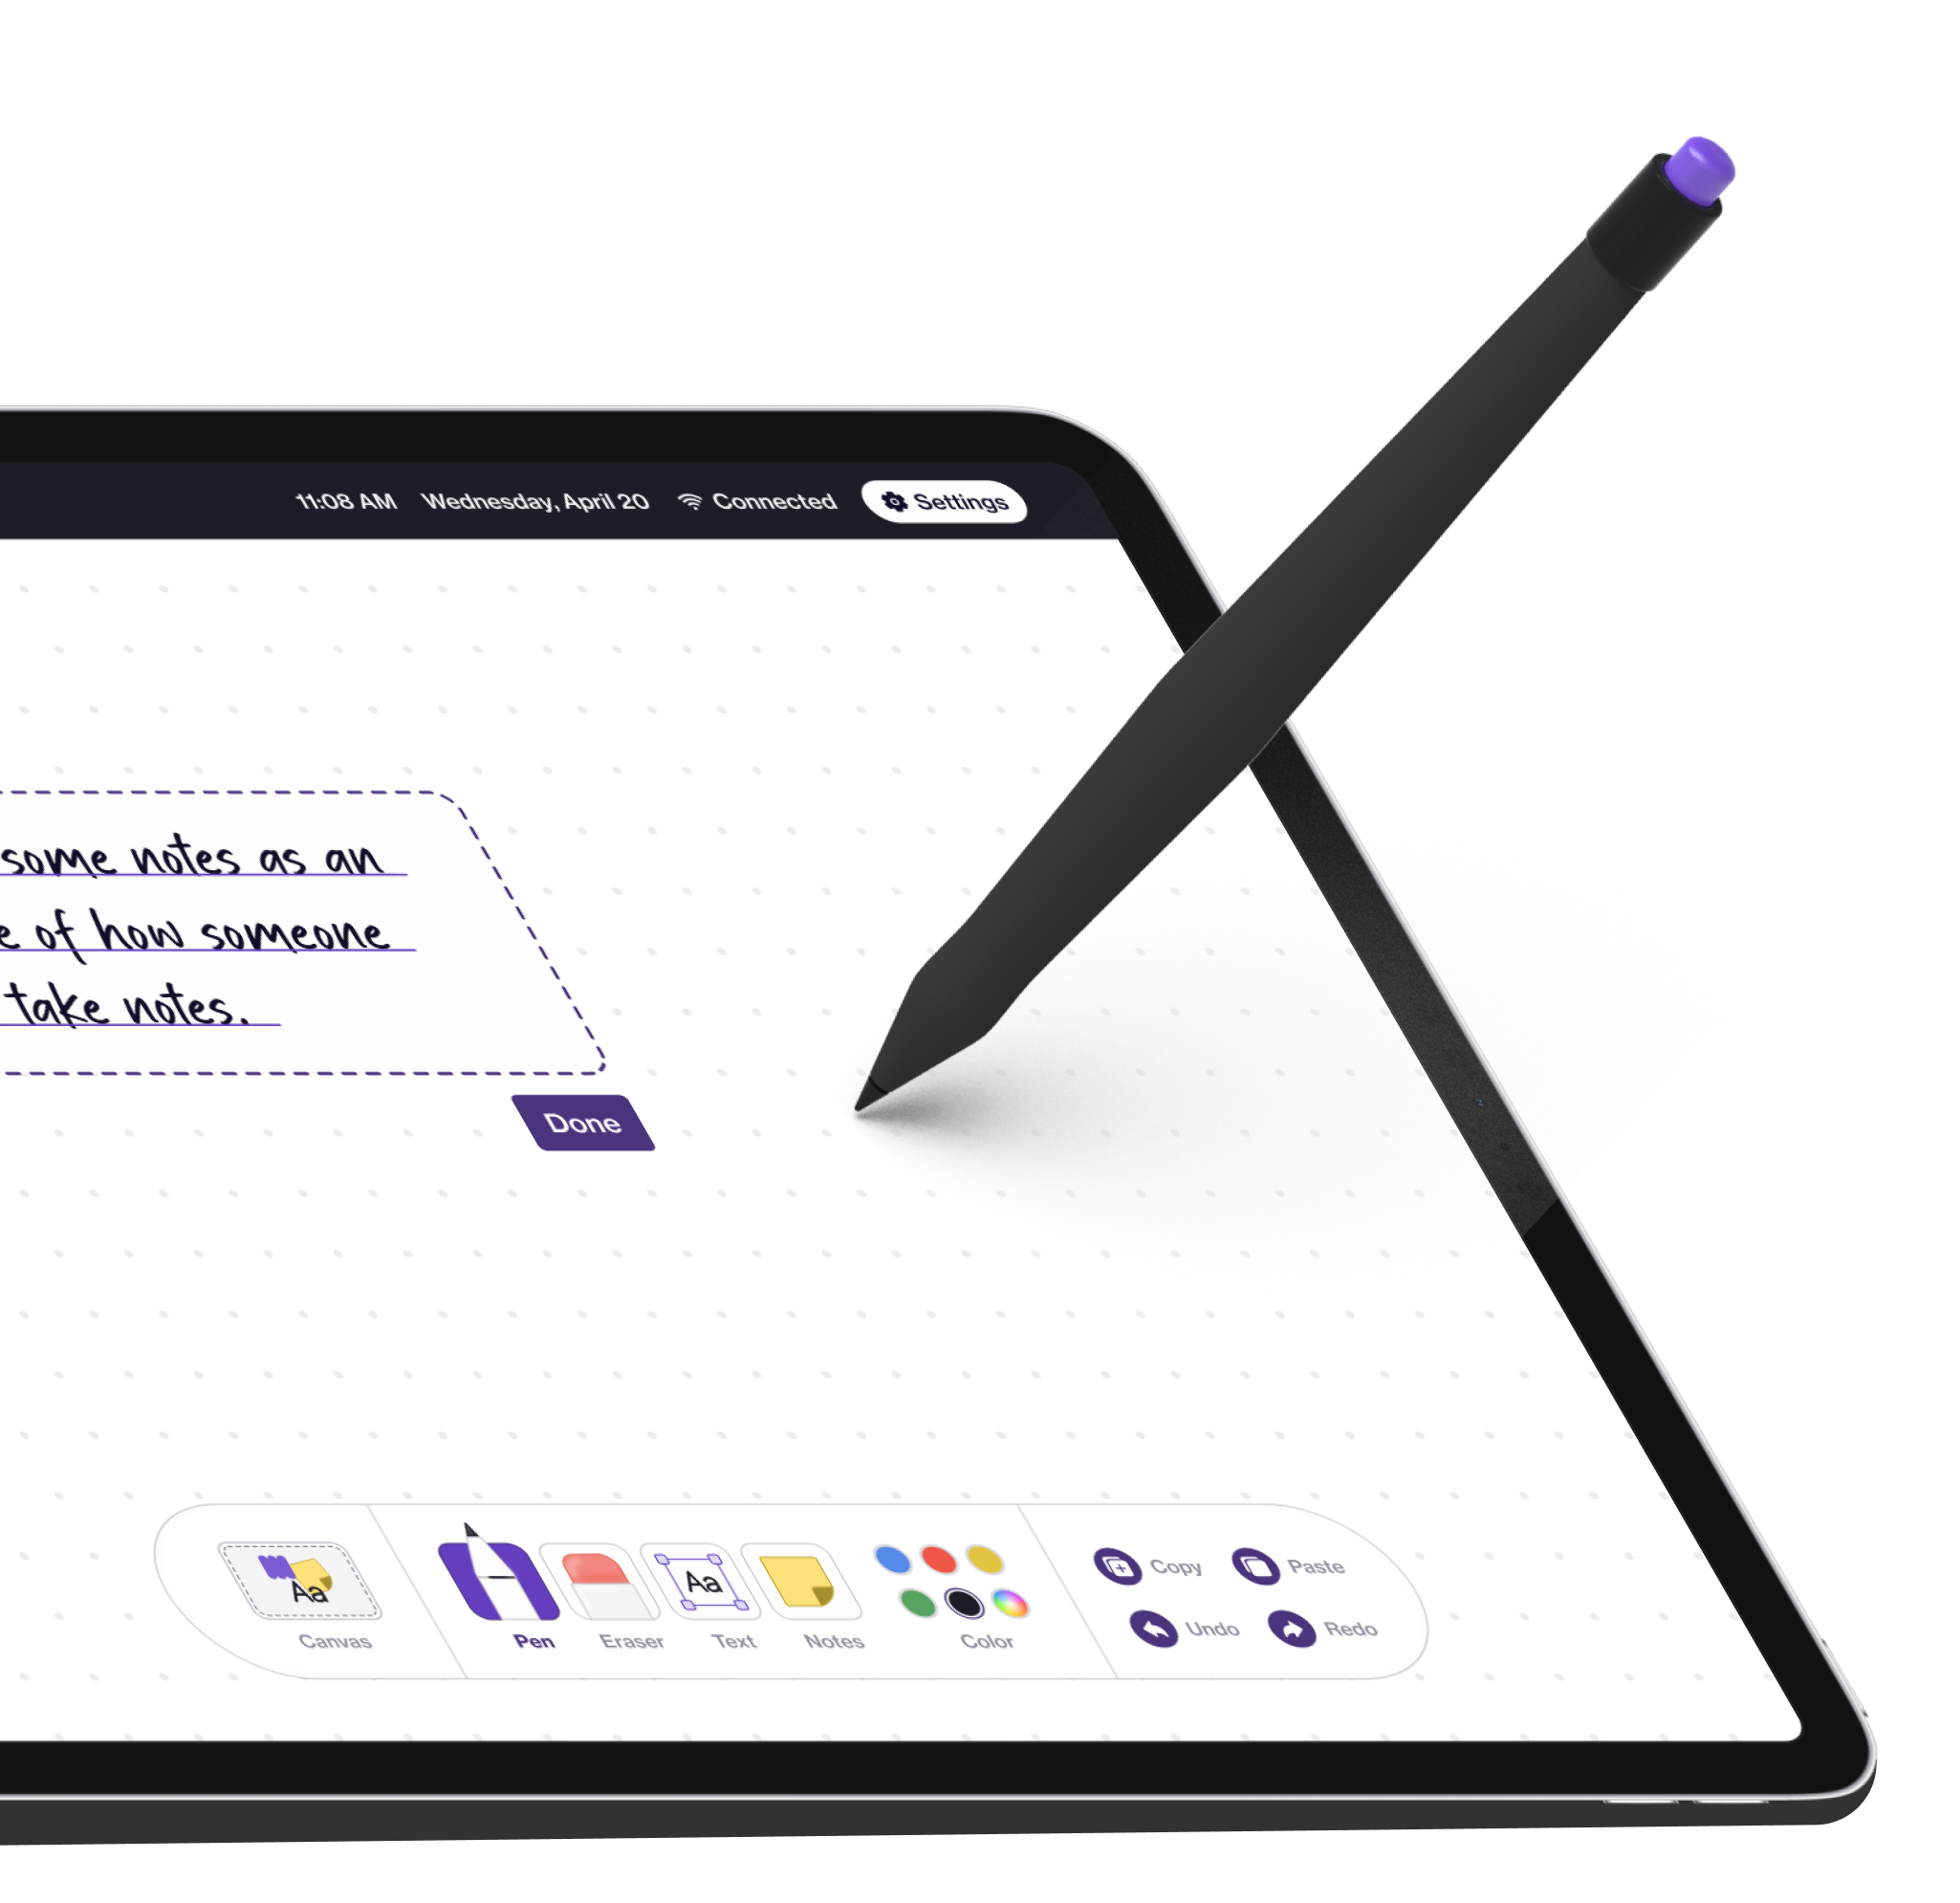 11:08 AM Wednesday, April 20 Connected Settings
some notes as an
e of how someone
take notes.
Done
Aa Aa
Canvas Pen Eraser Text Notes Color
Copy Paste
Undo Redo